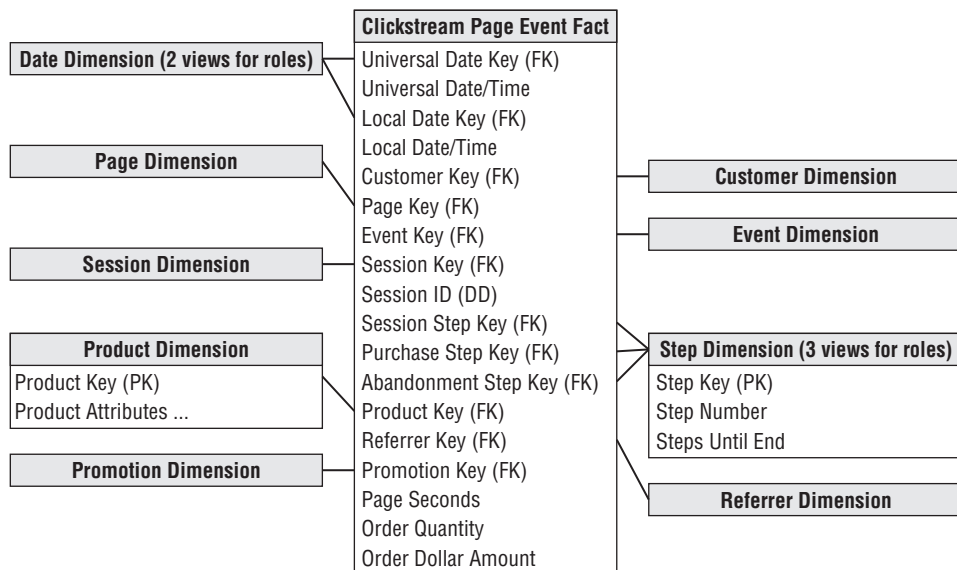 Clickstream Page Event Fact
Universal Date Key (FK)
Universal Date/Time
Local Date Key (FK)
Local Date/Time
Customer Key (FK)
Page Key (FK)
Event Key (FK)
Session Key (FK)
Session ID (DD)
Session Step Key (FK)
Purchase Step Key (FK)
Abandonment Step Key (FK)
Product Key (FK)
Referrer Key (FK)
Promotion Key (FK)
Page Seconds
Order Quantity
Order Dollar Amount
Date Dimension (2 views for roles)
Page Dimension
Session Dimension
Product Dimension
Product Key (PK)
Product Attributes ...
Promotion Dimension
Customer Dimension
Event Dimension
Step Dimension (3 views for roles)
Step Key (PK)
Step Number
Steps Until End
Referrer Dimension